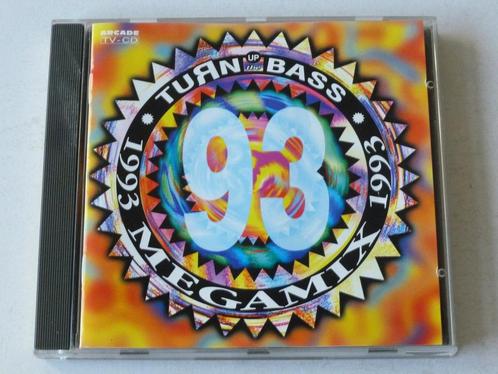 ARCADE
TV-CD
TURN UP THE BASS
93
1993 MEGAMIX 1993